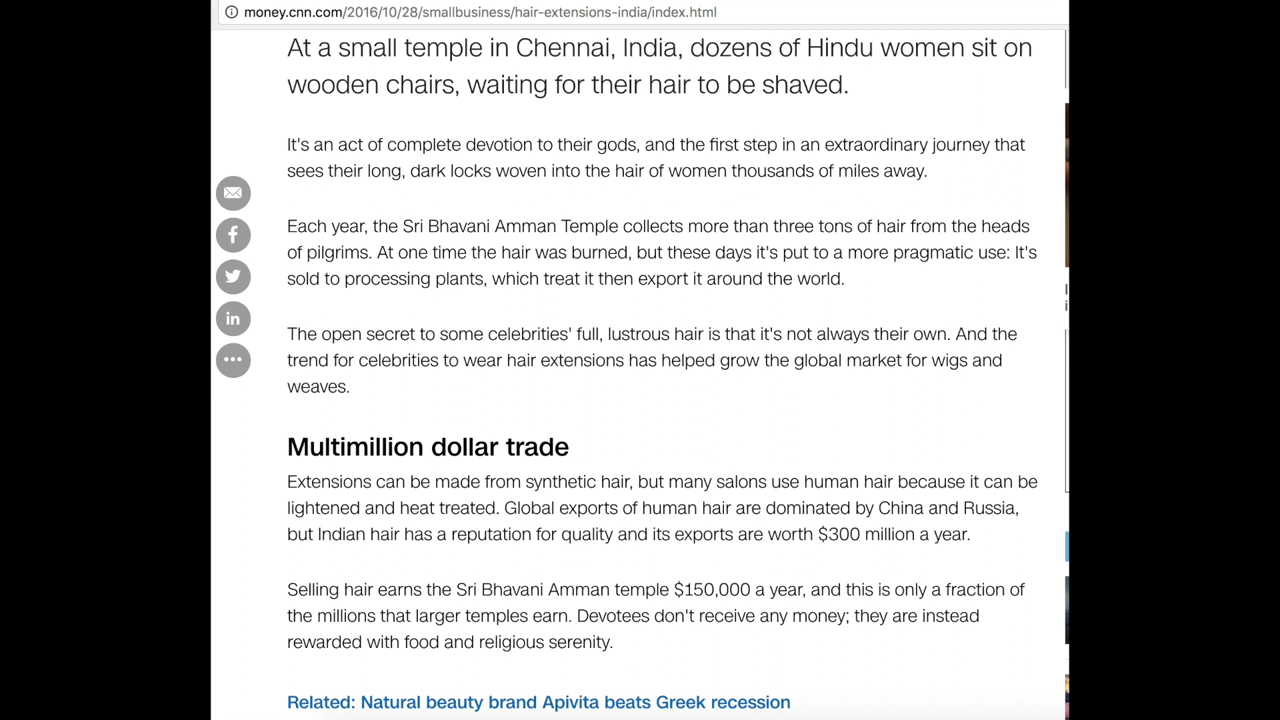 money.cnn.com/2016/10/28/smallbusiness/hair-extensions-india/index.html
At a small temple in Chennai, India, dozens of Hindu women sit on
wooden chairs, waiting for their hair to be shaved.
It's an act of complete devotion to their gods, and the first step in an extraordinary journey that
sees their long, dark locks woven into the hair of women thousands of miles away.
Each year, the Sri Bhavani Amman Temple collects more than three tons of hair from the heads
of pilgrims. At one time the hair was burned, but these days it's put to a more pragmatic use: It's
sold to processing plants, which treat it then export it around the world.
The open secret to some celebrities' full, lustrous hair is that it's not always their own. And the
trend for celebrities to wear hair extensions has helped grow the global market for wigs and
weaves.
Multimillion dollar trade
Extensions can be made from synthetic hair, but many salons use human hair because it can be
lightened and heat treated. Global exports of human hair are dominated by China and Russia,
but Indian hair has a reputation for quality and its exports are worth $300 million a year.
Selling hair earns the Sri Bhavani Amman temple $150,000 a year, and this is only a fraction of
the millions that larger temples earn. Devotees don't receive any money; they are instead
rewarded with food and religious serenity.
Related: Natural beauty brand Apivita beats Greek recession